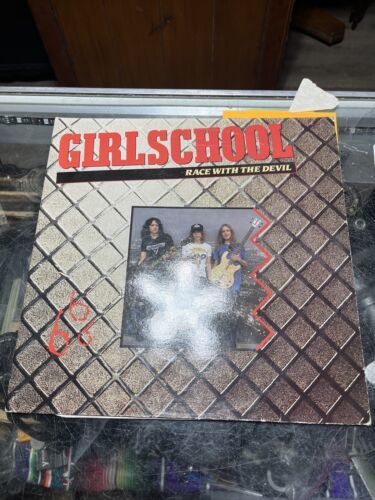 GIRLSCHOOL
RACE WITH THE DEVIL
666